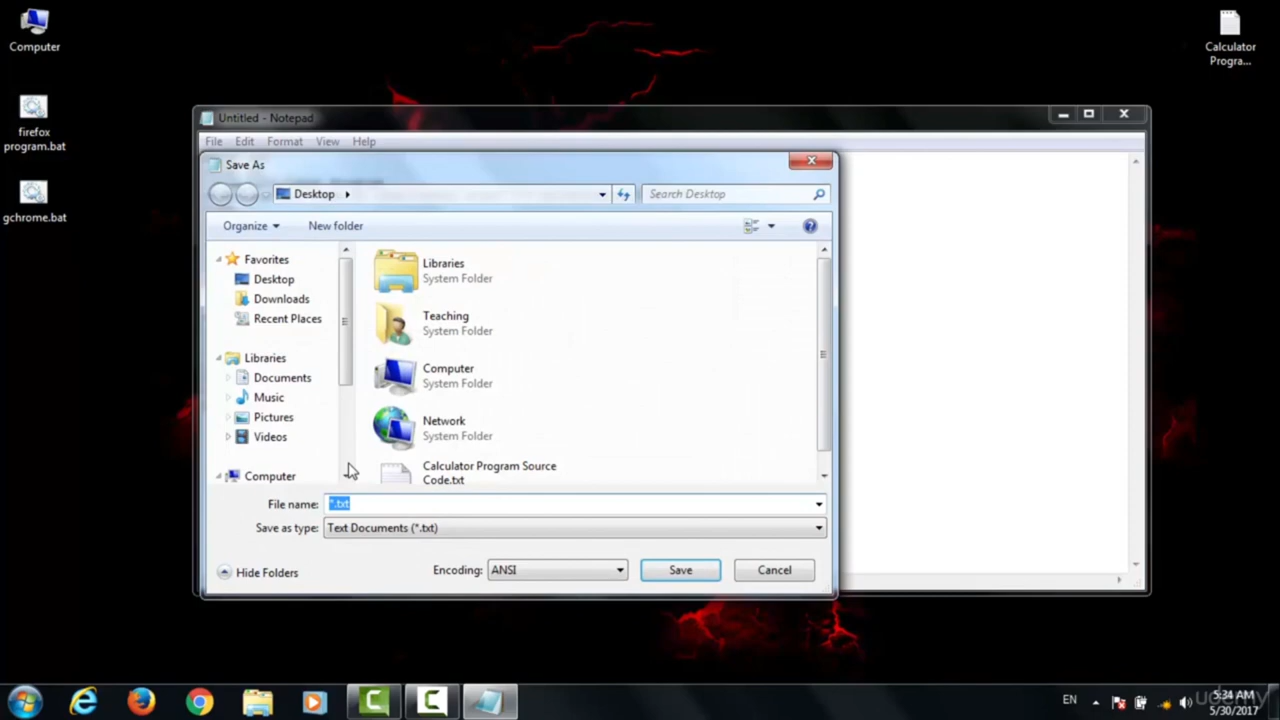 Computer
Calculator
Progra...
firefox
program.bat
gchrome.bat
Untitled - Notepad
File Edit Format View Help
Save As
Desktop
Search Desktop
Organize
New folder
Favorites
Desktop
Downloads
Recent Places
Libraries
Documents
Music
Pictures
Videos
Computer
Libraries
System Folder
Teaching
System Folder
Computer
System Folder
Network
System Folder
Calculator Program Source
Code.txt
File name: *.txt
Save as type: Text Documents (*.txt)
Hide Folders
Encoding: ANSI
Save
Cancel
EN
5:34 AM
5/30/2017
udemy